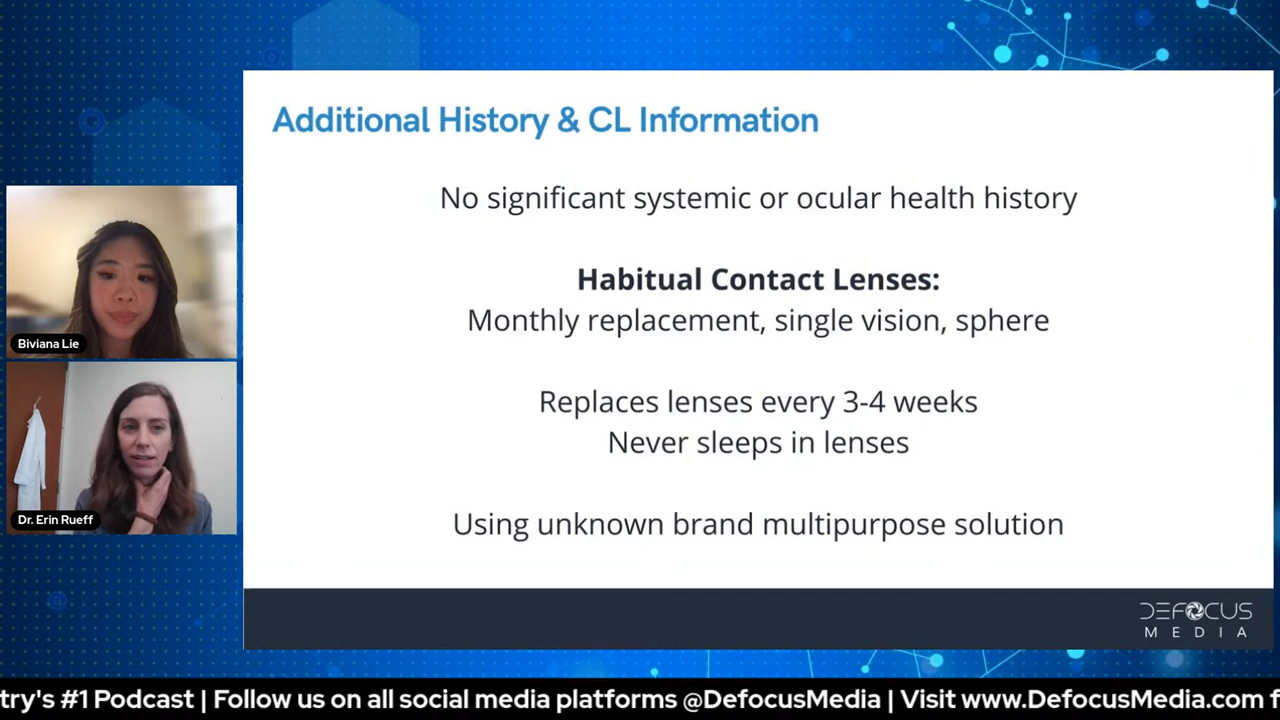 Additional History & CL Information
No significant systemic or ocular health history
Habitual Contact Lenses:
Monthly replacement, single vision, sphere
Replaces lenses every 3-4 weeks
Never sleeps in lenses
Using unknown brand multipurpose solution
Biviana Lie
Dr. Erin Rueff
DEFOCUS
MEDIA
try's #1 Podcast | Follow us on all social media platforms @DefocusMedia | Visit www.DefocusMedia.com f